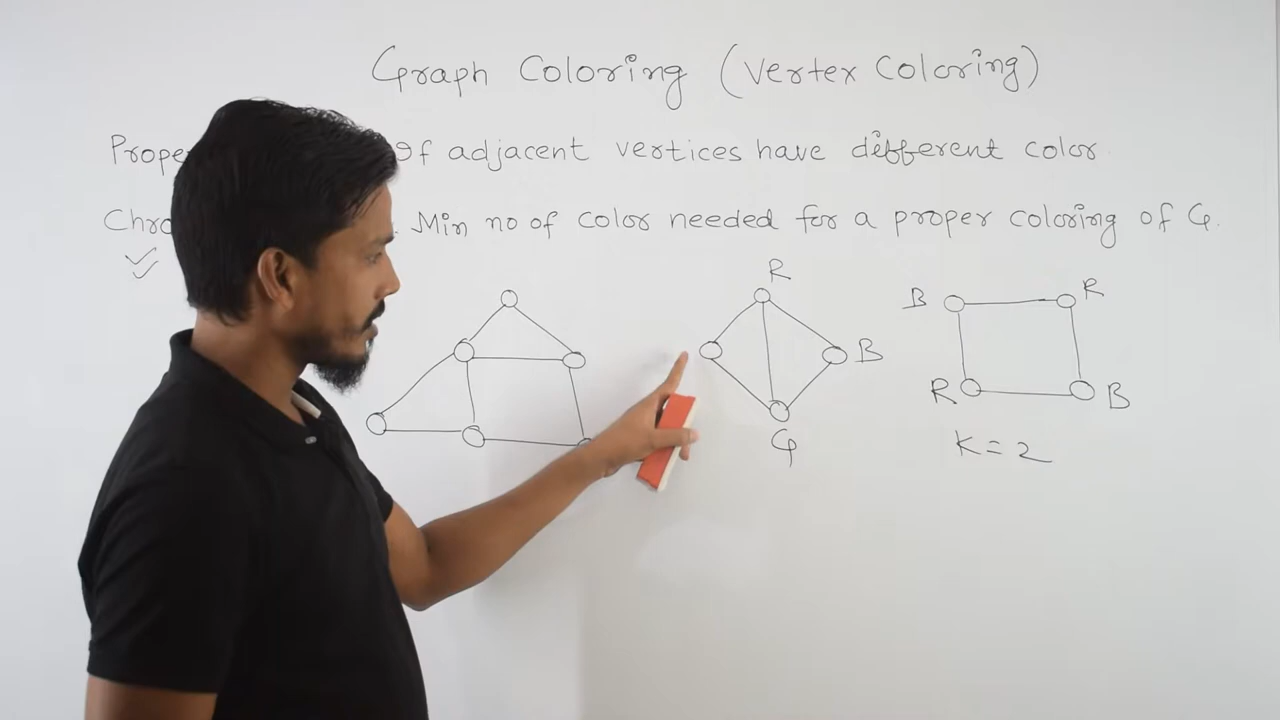 Graph Coloring (Vertex Coloring)
Prope of adjacent vertices have different color
Chro Min no of color needed for a proper coloring of G.
R
B
G
B
R
R
B
K=2